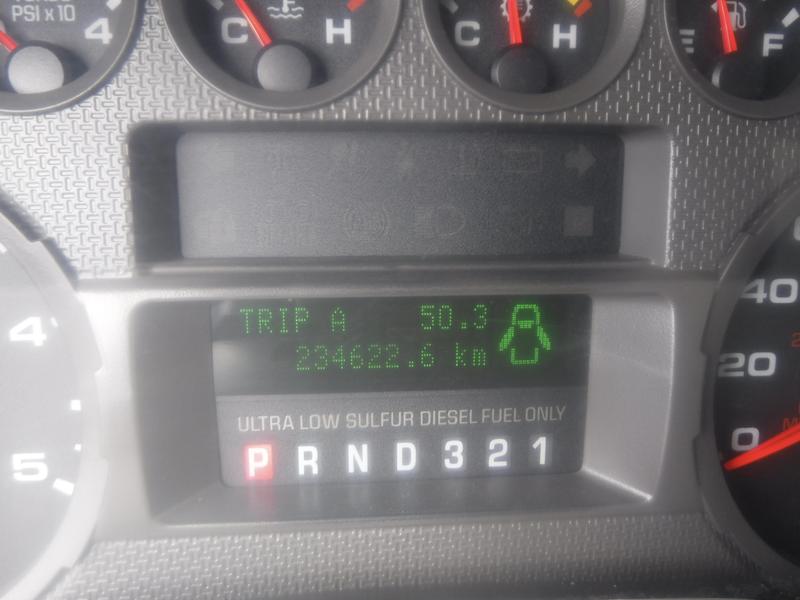 PSI x 10
4
C H
C H
E F
TRIP A 50.3
234622.6 km
ULTRA LOW SULFUR DIESEL FUEL ONLY
P R N D 3 2 1
4
5
40
20
0